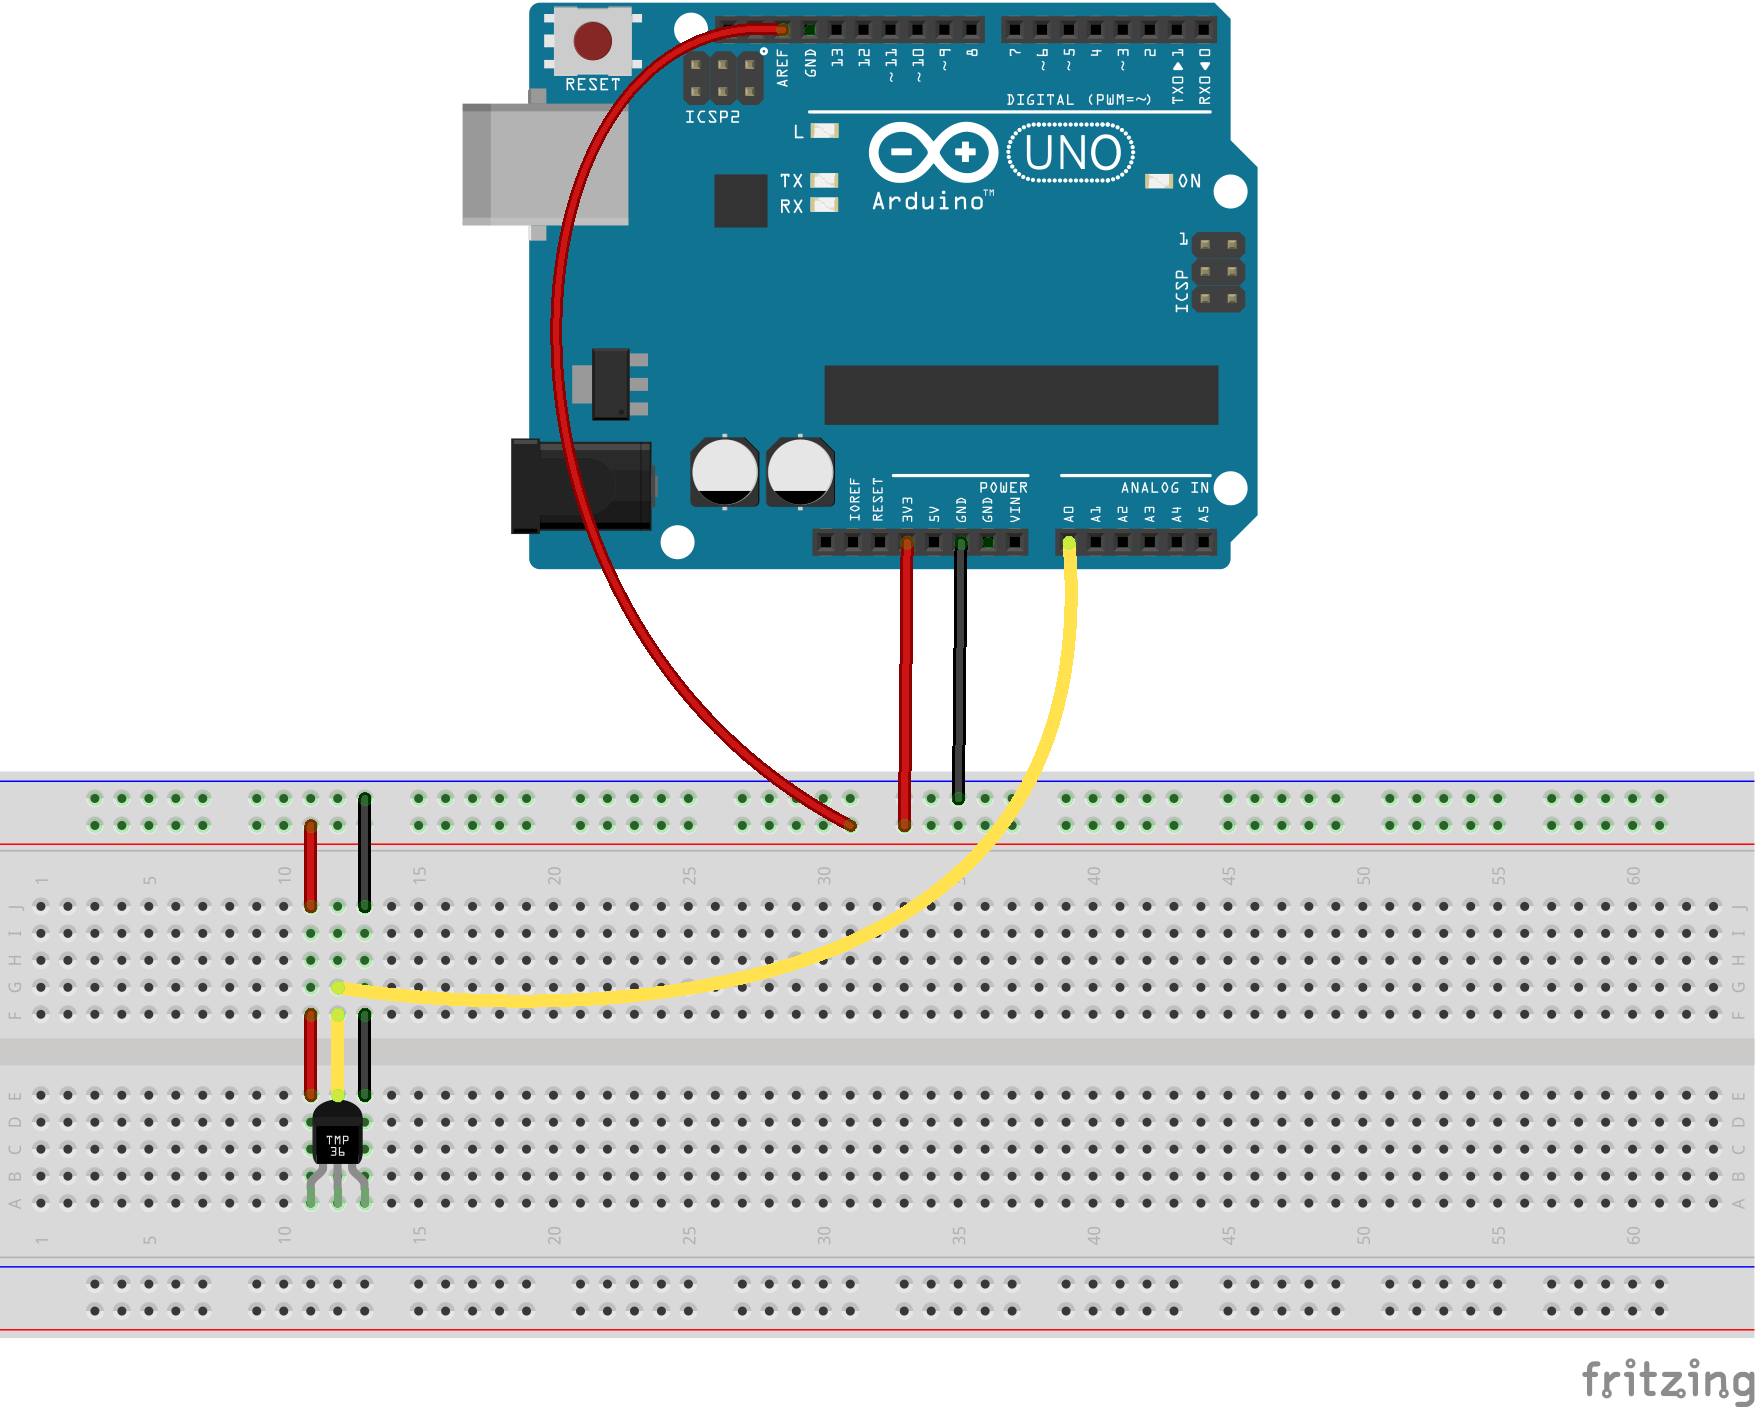 RESET
ICSP2
AREF
GND
13
12
~11
~10
~9
8
7
~6
~5
4
~3
2
TX0▶1
RX0◀0
DIGITAL (PWM=~)
L
TX
RX
UNO
ON
Arduino™
1
ICSP
POWER
ANALOG IN
IOREF
RESET
3V3
5V
GND
GND
VIN
A0
A1
A2
A3
A4
A5
1 5 10 15 20 25 30 35 40 45 50 55 60
J J
I I
H H
G G
F F
E E
D D
C C
B B
A A
TMP
36
1 5 10 15 20 25 30 35 40 45 50 55 60
fritzing